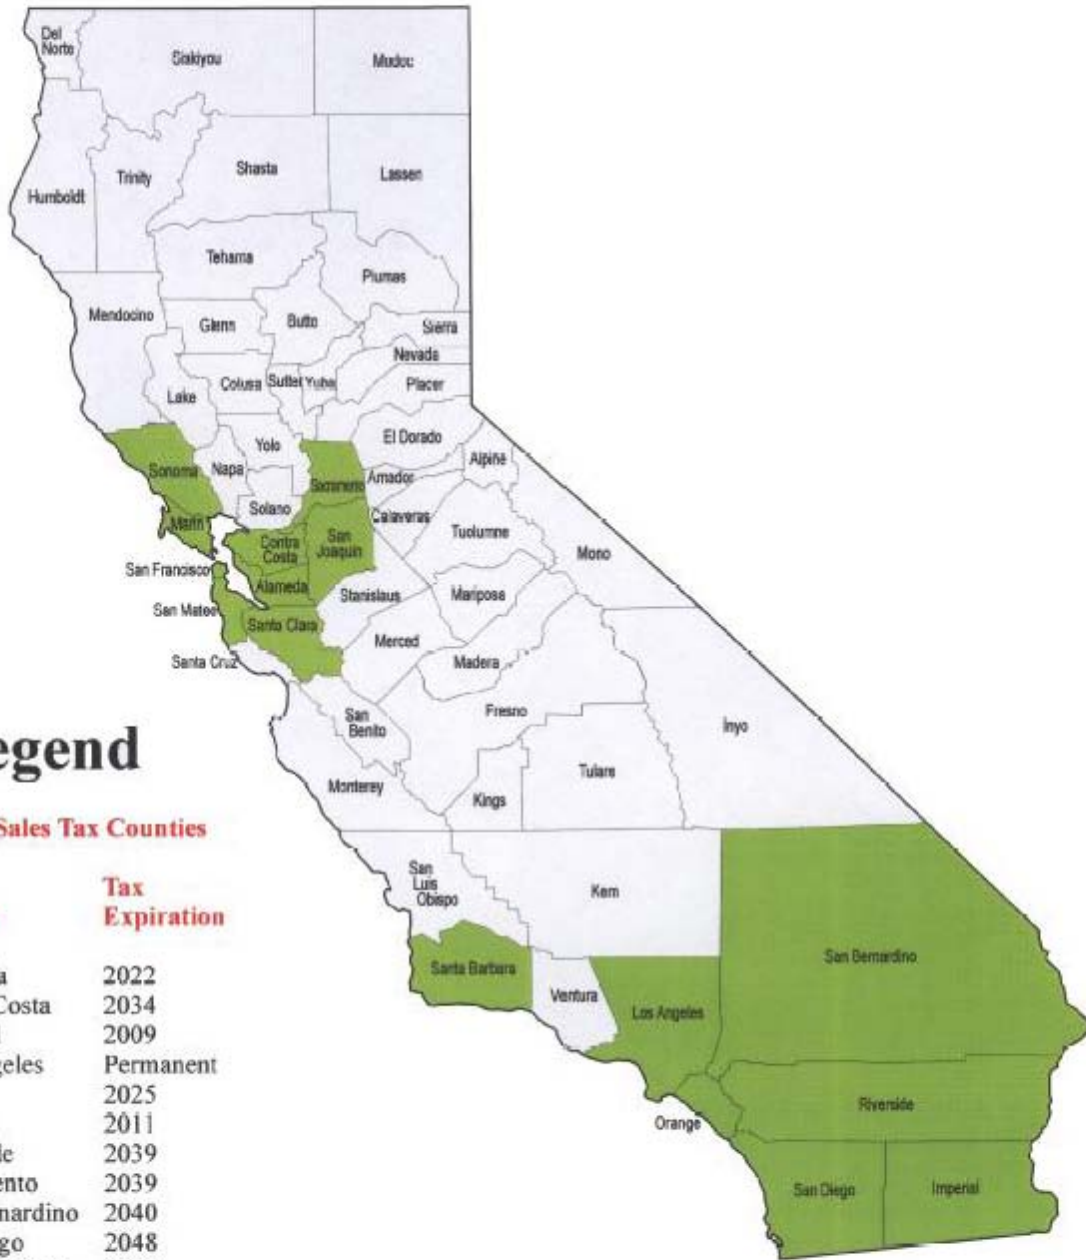 Del
Norte
Siskiyou
Modoc
Humboldt
Trinity
Shasta
Lassen
Tehama
Plumas
Mendocino
Glenn
Butte
Sierra
Nevada
Lake
Colusa
Sutter
Yuba
Placer
El Dorado
Yolo
Sonoma
Napa
Sacramento
Amador
Alpine
Solano
Marin
Calaveras
Tuolumne
Contra
Costa
San
Joaquin
Mono
San Francisco
Alameda
Stanislaus
Mariposa
San Mateo
Santa Clara
Merced
Santa Cruz
Madera
Fresno
Inyo
San
Benito
Tulare
Monterey
Kings
San
Luis
Obispo
Kern
Santa Barbara
Ventura
Los Angeles
San Bernardino
Orange
Riverside
San Diego
Imperial
egend
Sales Tax Counties
Tax
Expiration
a 2022
Costa 2034
2009
geles Permanent
2025
2011
de 2039
ento 2039
nardino 2040
go 2048